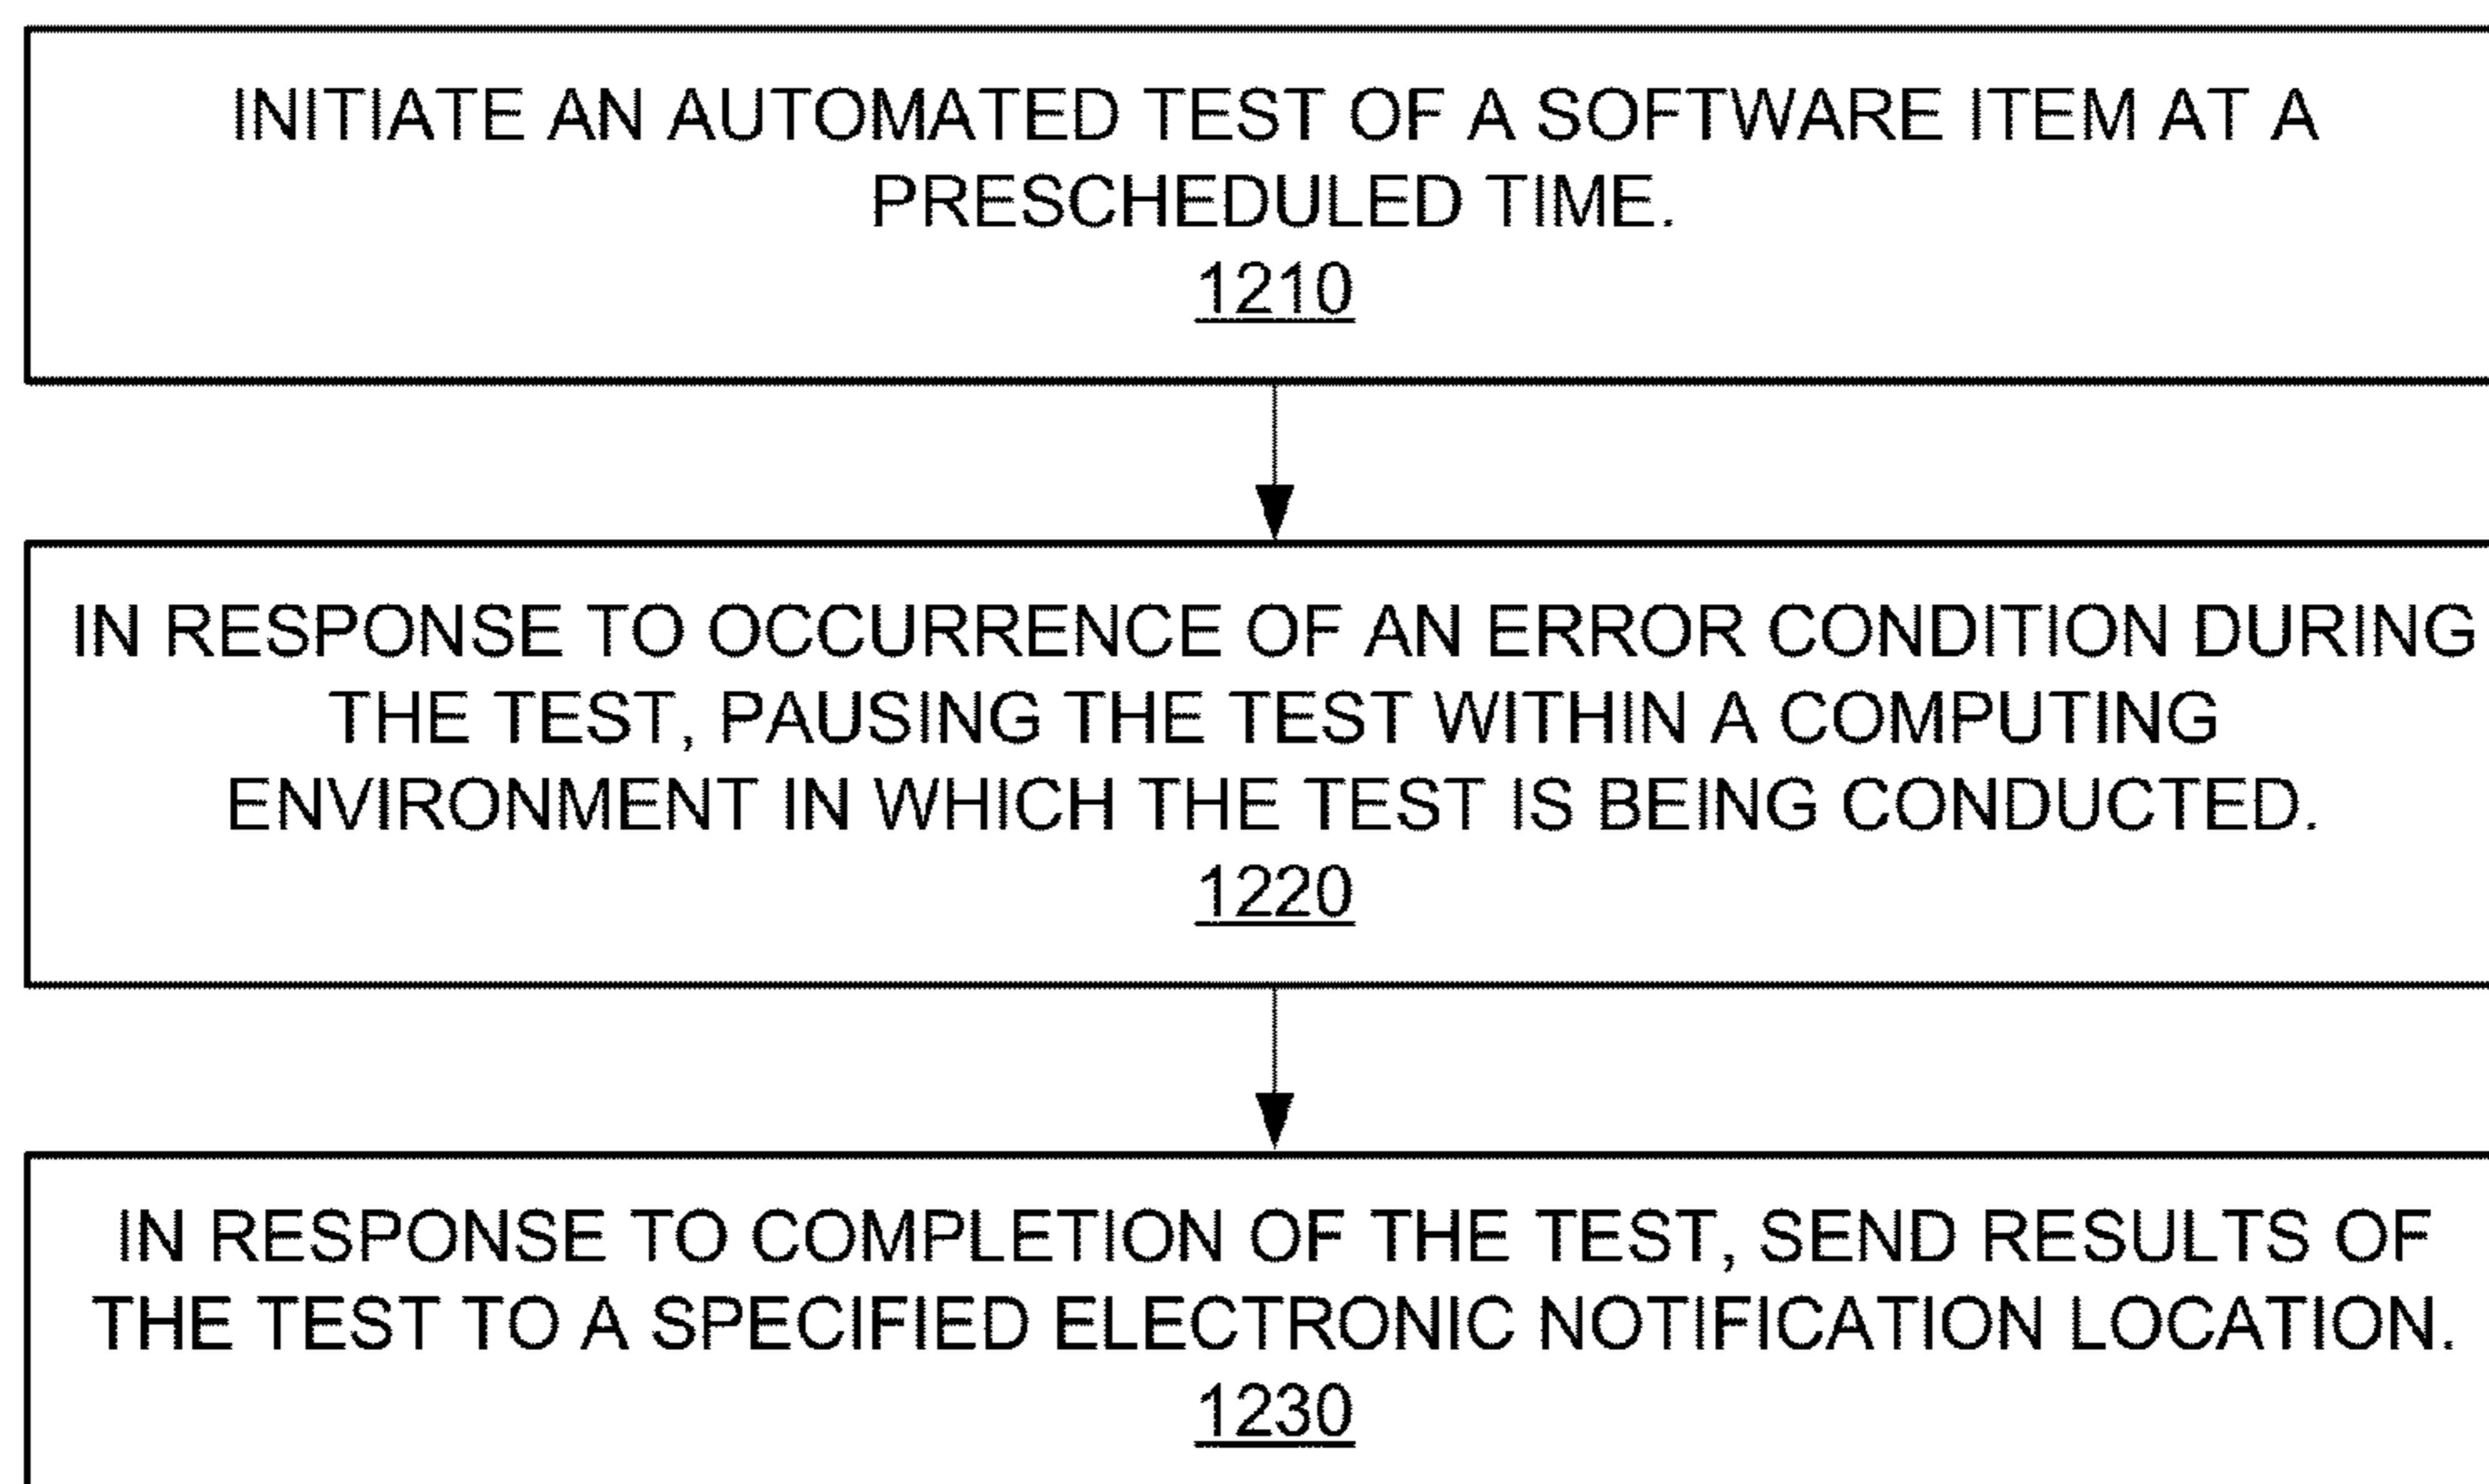 INITIATE AN AUTOMATED TEST OF A SOFTWARE ITEM AT A
PRESCHEDULED TIME.
1210
IN RESPONSE TO OCCURRENCE OF AN ERROR CONDITION DURING
THE TEST, PAUSING THE TEST WITHIN A COMPUTING
ENVIRONMENT IN WHICH THE TEST IS BEING CONDUCTED.
1220
IN RESPONSE TO COMPLETION OF THE TEST, SEND RESULTS OF
THE TEST TO A SPECIFIED ELECTRONIC NOTIFICATION LOCATION.
1230